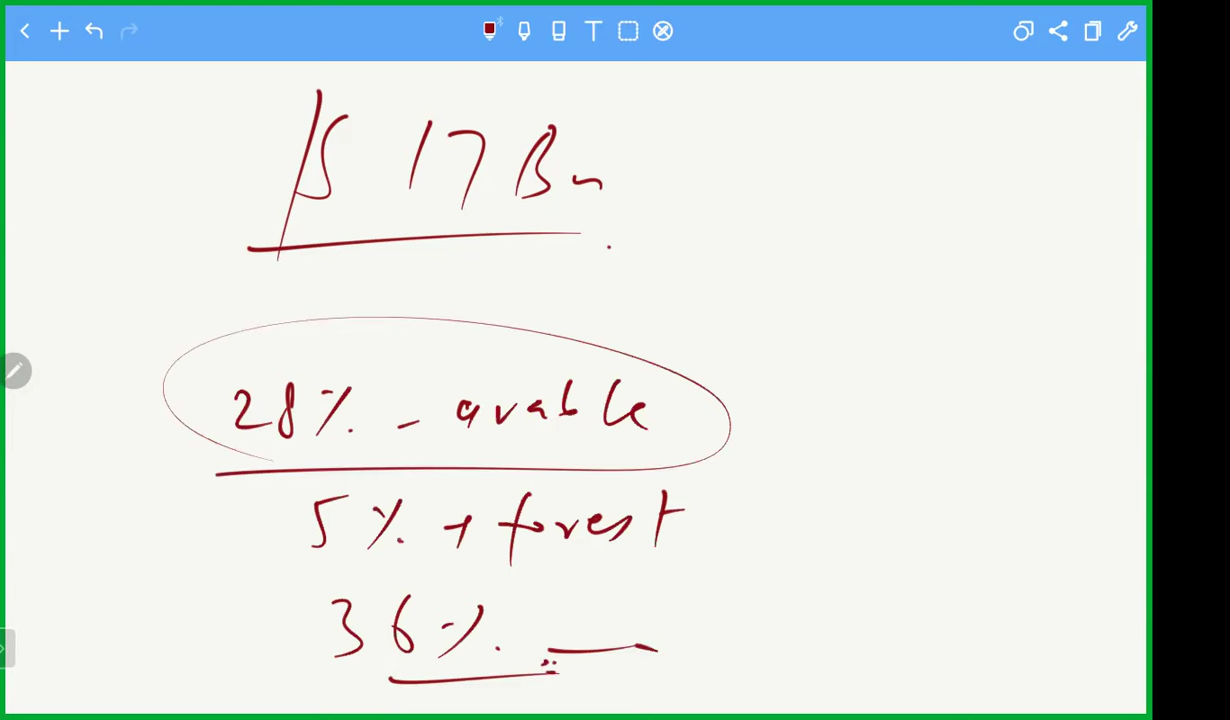 $ 17 Bn
28% - arable
5% + forest
36%. —